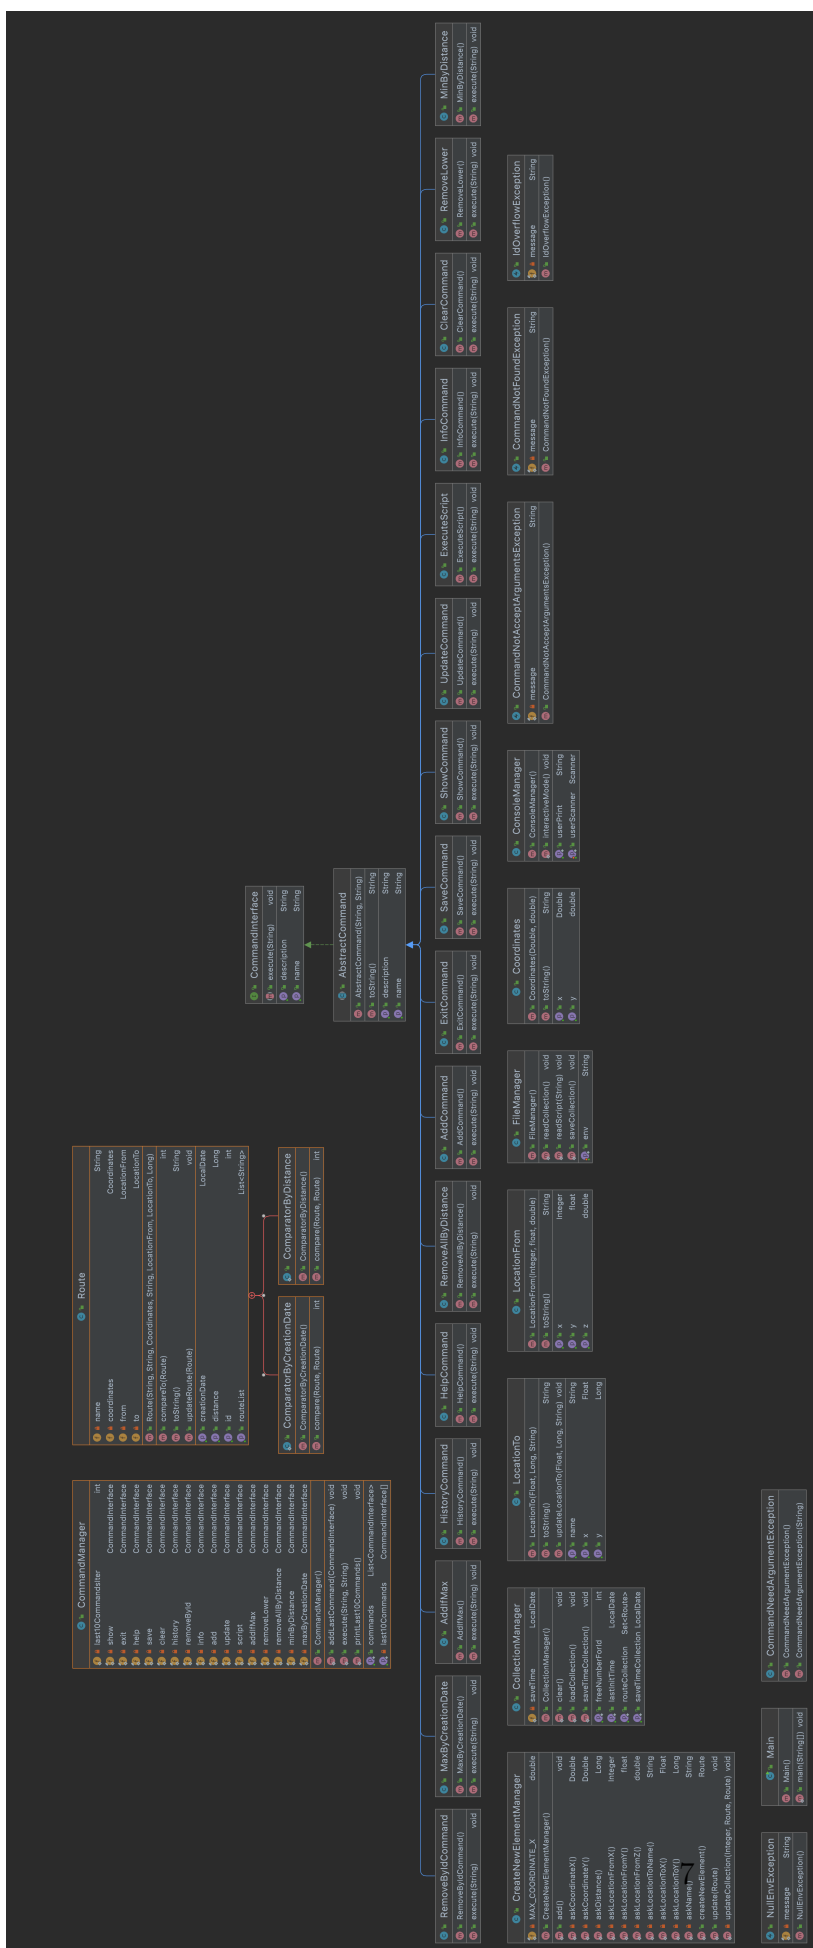 CommandManager
last10CommandsIter int
show CommandInterface
exit CommandInterface
help CommandInterface
save CommandInterface
clear CommandInterface
history CommandInterface
removeById CommandInterface
info CommandInterface
add CommandInterface
update CommandInterface
script CommandInterface
addIfMax CommandInterface
removeLower CommandInterface
removeAllByDistance CommandInterface
minByDistance CommandInterface
maxByCreationDate CommandInterface
CommandManager()
addLastCommand(CommandInterface) void
execute(String, String) void
printLast10Commands() void
commands List<CommandInterface>
last10Commands CommandInterface[]
Route
name String
coordinates Coordinates
from LocationFrom
to LocationTo
Route(String, String, Coordinates, String, LocationFrom, LocationTo, Long)
compareTo(Route) int
toString() String
updateRoute(Route) void
creationDate LocalDate
distance Long
id int
routeList List<String>
ComparatorByCreationDate
ComparatorByCreationDate()
compare(Route, Route) int
ComparatorByDistance
ComparatorByDistance()
compare(Route, Route) int
CommandInterface
execute(String) void
description String
name String
AbstractCommand
AbstractCommand(String, String)
toString() String
description String
name String
RemoveByIdCommand
RemoveByIdCommand()
execute(String) void
MaxByCreationDate
MaxByCreationDate()
execute(String) void
AddIfMax
AddIfMax()
execute(String) void
HistoryCommand
HistoryCommand()
execute(String) void
HelpCommand
HelpCommand()
execute(String) void
RemoveAllByDistance
RemoveAllByDistance()
execute(String) void
AddCommand
AddCommand()
execute(String) void
ExitCommand
ExitCommand()
execute(String) void
SaveCommand
SaveCommand()
execute(String) void
ShowCommand
ShowCommand()
execute(String) void
UpdateCommand
UpdateCommand()
execute(String) void
ExecuteScript
ExecuteScript()
execute(String) void
InfoCommand
InfoCommand()
execute(String) void
ClearCommand
ClearCommand()
execute(String) void
RemoveLower
RemoveLower()
execute(String) void
MinByDistance
MinByDistance()
execute(String) void
CreateNewElementManager
MAX_COORDINATE_X double
CreateNewElementManager()
add() void
askCoordinateX() Double
askCoordinateY() Double
askDistance() Long
askLocationFromX() Integer
askLocationFromY() float
askLocationFromZ() double
askLocationToName() String
askLocationToX() Float
askLocationToY() Long
askName() String
createNewElement() Route
update(Route) void
updateCollection(Integer, Route, Route) void
CollectionManager
saveTime LocalDate
CollectionManager()
clear() void
loadCollection() void
saveTimeCollection() void
freeNumberForId int
lastInitTime LocalDate
routeCollection Set<Route>
saveTimeCollection LocalDate
LocationTo
LocationTo(Float, Long, String)
toString() String
updateLocationTo(Float, Long, String) void
name String
x Float
y Long
LocationFrom
LocationFrom(Integer, float, double)
toString() String
x Integer
y float
z double
FileManager
FileManager()
readCollection() void
readScript(String) void
saveCollection() void
env String
Coordinates
Coordinates(Double, double)
toString() String
x Double
y double
ConsoleManager
ConsoleManager()
interactiveMode() void
userPrint String
userScanner Scanner
CommandNotAcceptArgumentsException
message String
CommandNotAcceptArgumentsException()
CommandNotFoundException
message String
CommandNotFoundException()
IdOverflowException
message String
IdOverflowException()
NullEnvException
message String
NullEnvException()
Main
Main()
main(String[]) void
CommandNeedArgumentException
CommandNeedArgumentException()
CommandNeedArgumentException(String)
7